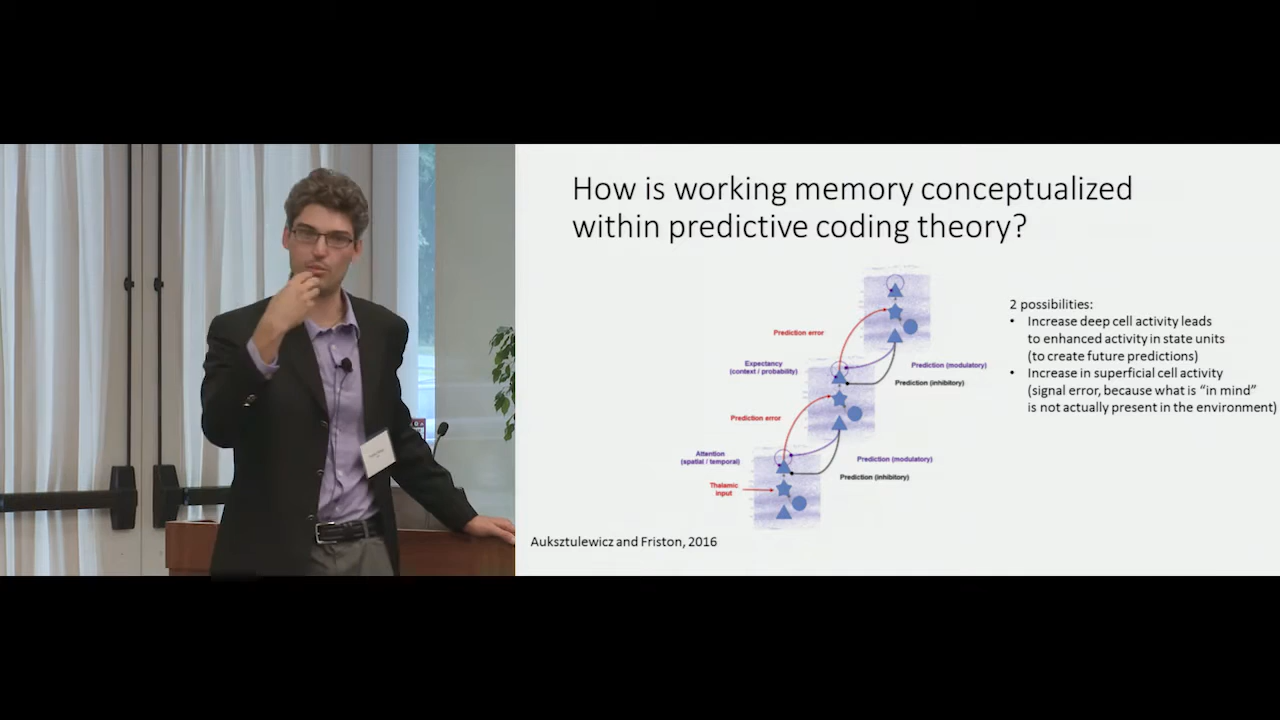 How is working memory conceptualized
within predictive coding theory?
Prediction error
Expectancy
(context / probability)
Prediction (modulatory)
Prediction (inhibitory)
Prediction error
Attention
(spatial / temporal)
Prediction (modulatory)
Prediction (inhibitory)
Thalamic
input
2 possibilities:
• Increase deep cell activity leads
to enhanced activity in state units
(to create future predictions)
• Increase in superficial cell activity
(signal error, because what is “in mind”
is not actually present in the environment)
Auksztulewicz and Friston, 2016